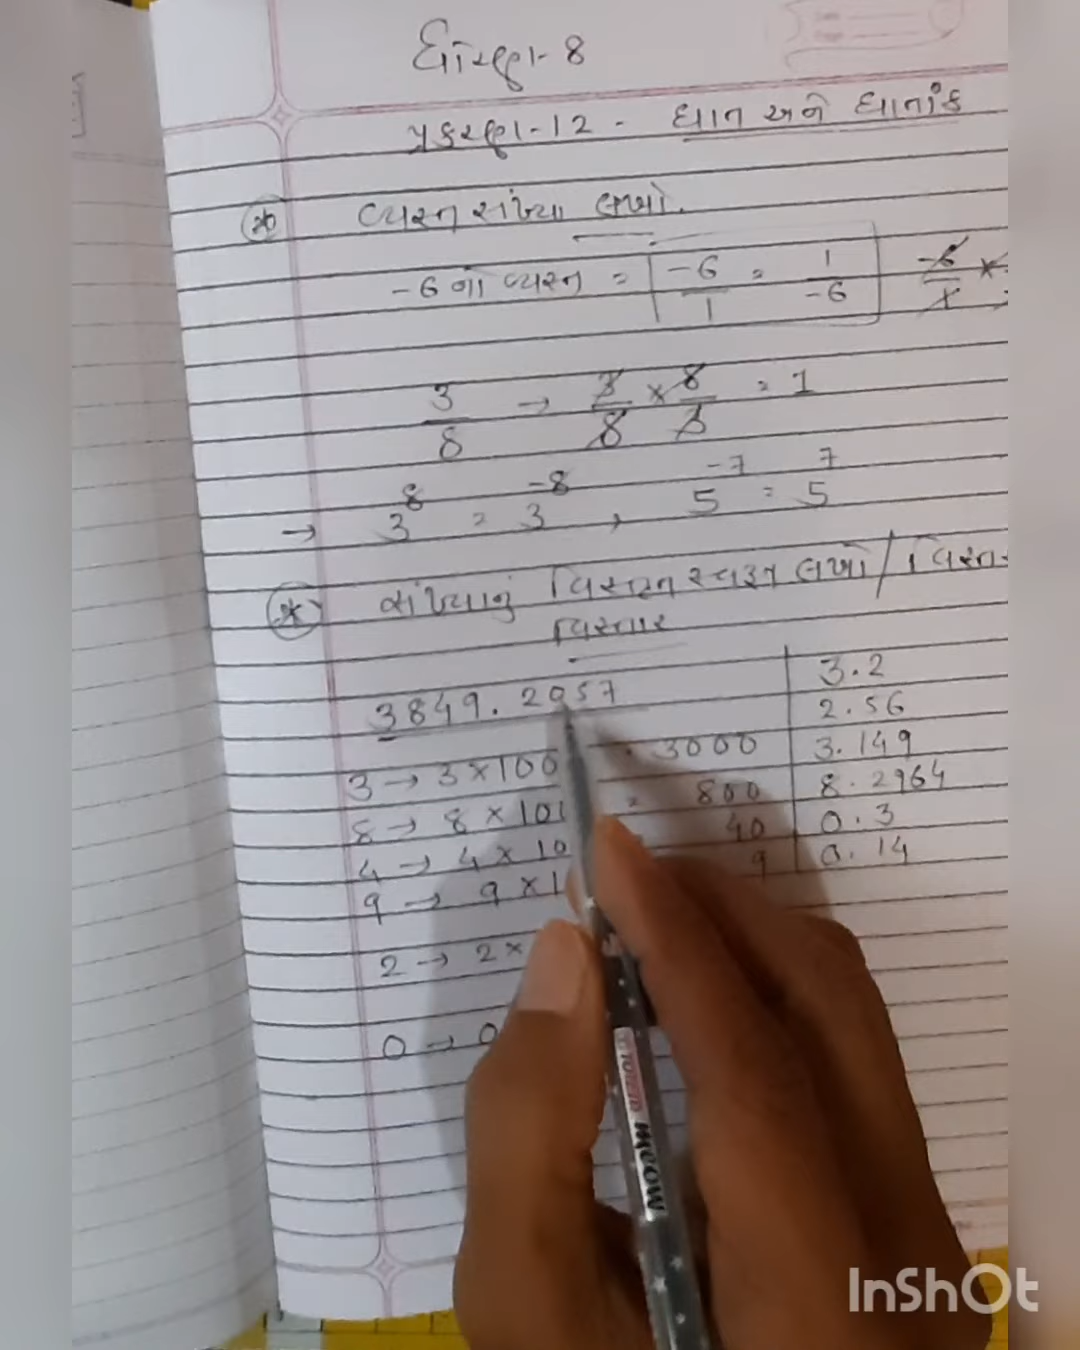 ધોરણ-8
પ્રકરણ-12 - ઘાત અને ઘાતાંક
* વ્યસ્ત સંખ્યા લખો.
-6 નો વ્યસ્ત = -6/1 = 1/-6 -6/1 ×
3/8 → 3/8 × 8/3 = 1
→ 3^8 = 3^-8 , 5^-7 = 5^7
* સંખ્યાનું વિસ્તૃત સ્વરૂપ લખો /
વિસ્તાર
3849.2057
3 → 3×100 3000
8 → 8×10 = 800
4 → 4×10 40
9 → 9×1 9
2 → 2×
0 → 0
3.2
2.56
3.149
8.2964
0.3
0.14
MEOW
InShOt